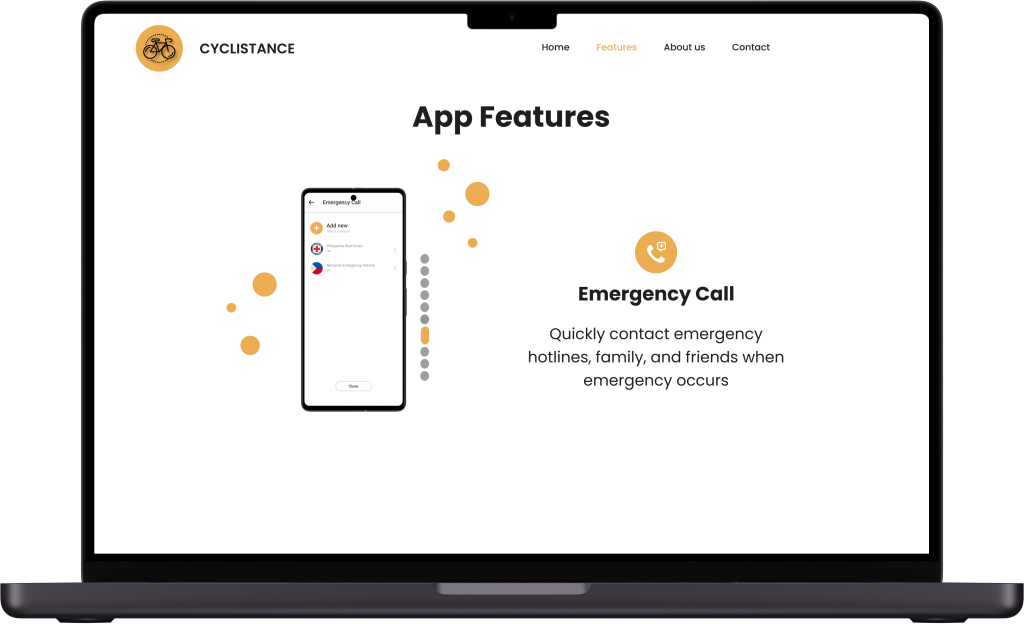 CYCLISTANCE
Home
Features
About us
Contact
App Features
Emergency Call
Add new
Philippine Red Cross
National Emergency Hotline
Close
Emergency Call
Quickly contact emergency
hotlines, family, and friends when
emergency occurs